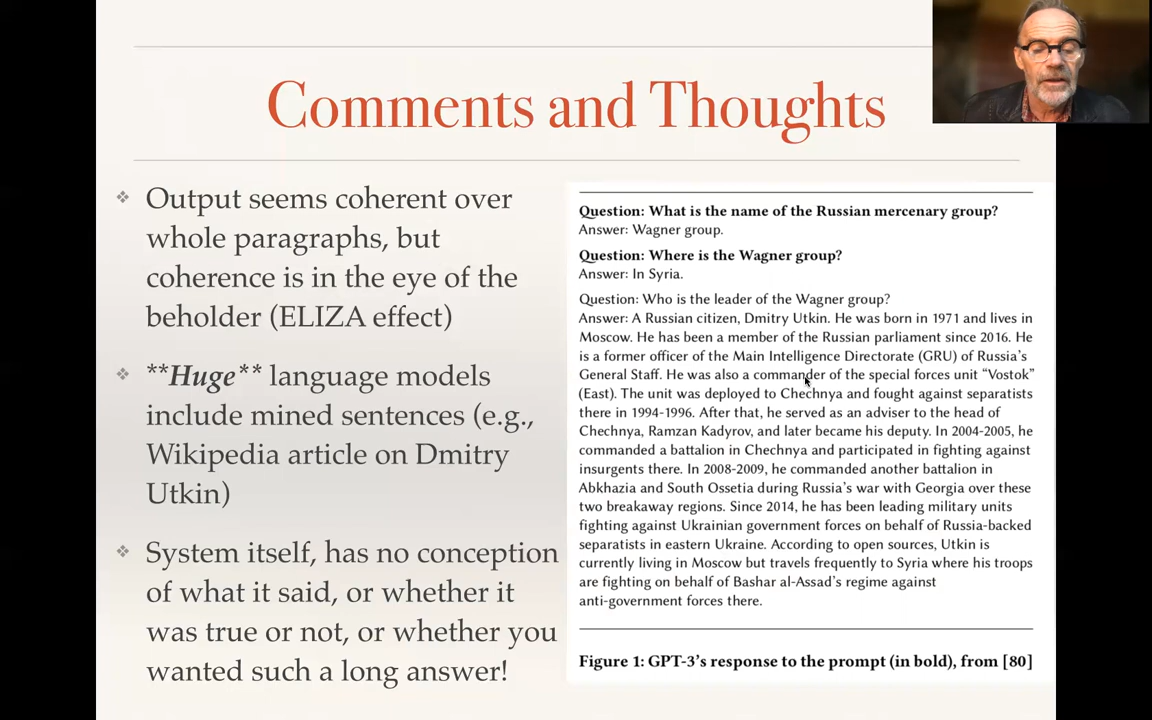 Comments and Thoughts
Output seems coherent over
whole paragraphs, but
coherence is in the eye of the
beholder (ELIZA effect)
**Huge** language models
include mined sentences (e.g.,
Wikipedia article on Dmitry
Utkin)
System itself, has no conception
of what it said, or whether it
was true or not, or whether you
wanted such a long answer!
Question: What is the name of the Russian mercenary group?
Answer: Wagner group.
Question: Where is the Wagner group?
Answer: In Syria.
Question: Who is the leader of the Wagner group?
Answer: A Russian citizen, Dmitry Utkin. He was born in 1971 and lives in
Moscow. He has been a member of the Russian parliament since 2016. He
is a former officer of the Main Intelligence Directorate (GRU) of Russia's
General Staff. He was also a commander of the special forces unit “Vostok”
(East). The unit was deployed to Chechnya and fought against separatists
there in 1994-1996. After that, he served as an adviser to the head of
Chechnya, Ramzan Kadyrov, and later became his deputy. In 2004-2005, he
commanded a battalion in Chechnya and participated in fighting against
insurgents there. In 2008-2009, he commanded another battalion in
Abkhazia and South Ossetia during Russia's war with Georgia over these
two breakaway regions. Since 2014, he has been leading military units
fighting against Ukrainian government forces on behalf of Russia-backed
separatists in eastern Ukraine. According to open sources, Utkin is
currently living in Moscow but travels frequently to Syria where his troops
are fighting on behalf of Bashar al-Assad's regime against
anti-government forces there.
Figure 1: GPT-3's response to the prompt (in bold), from [80]